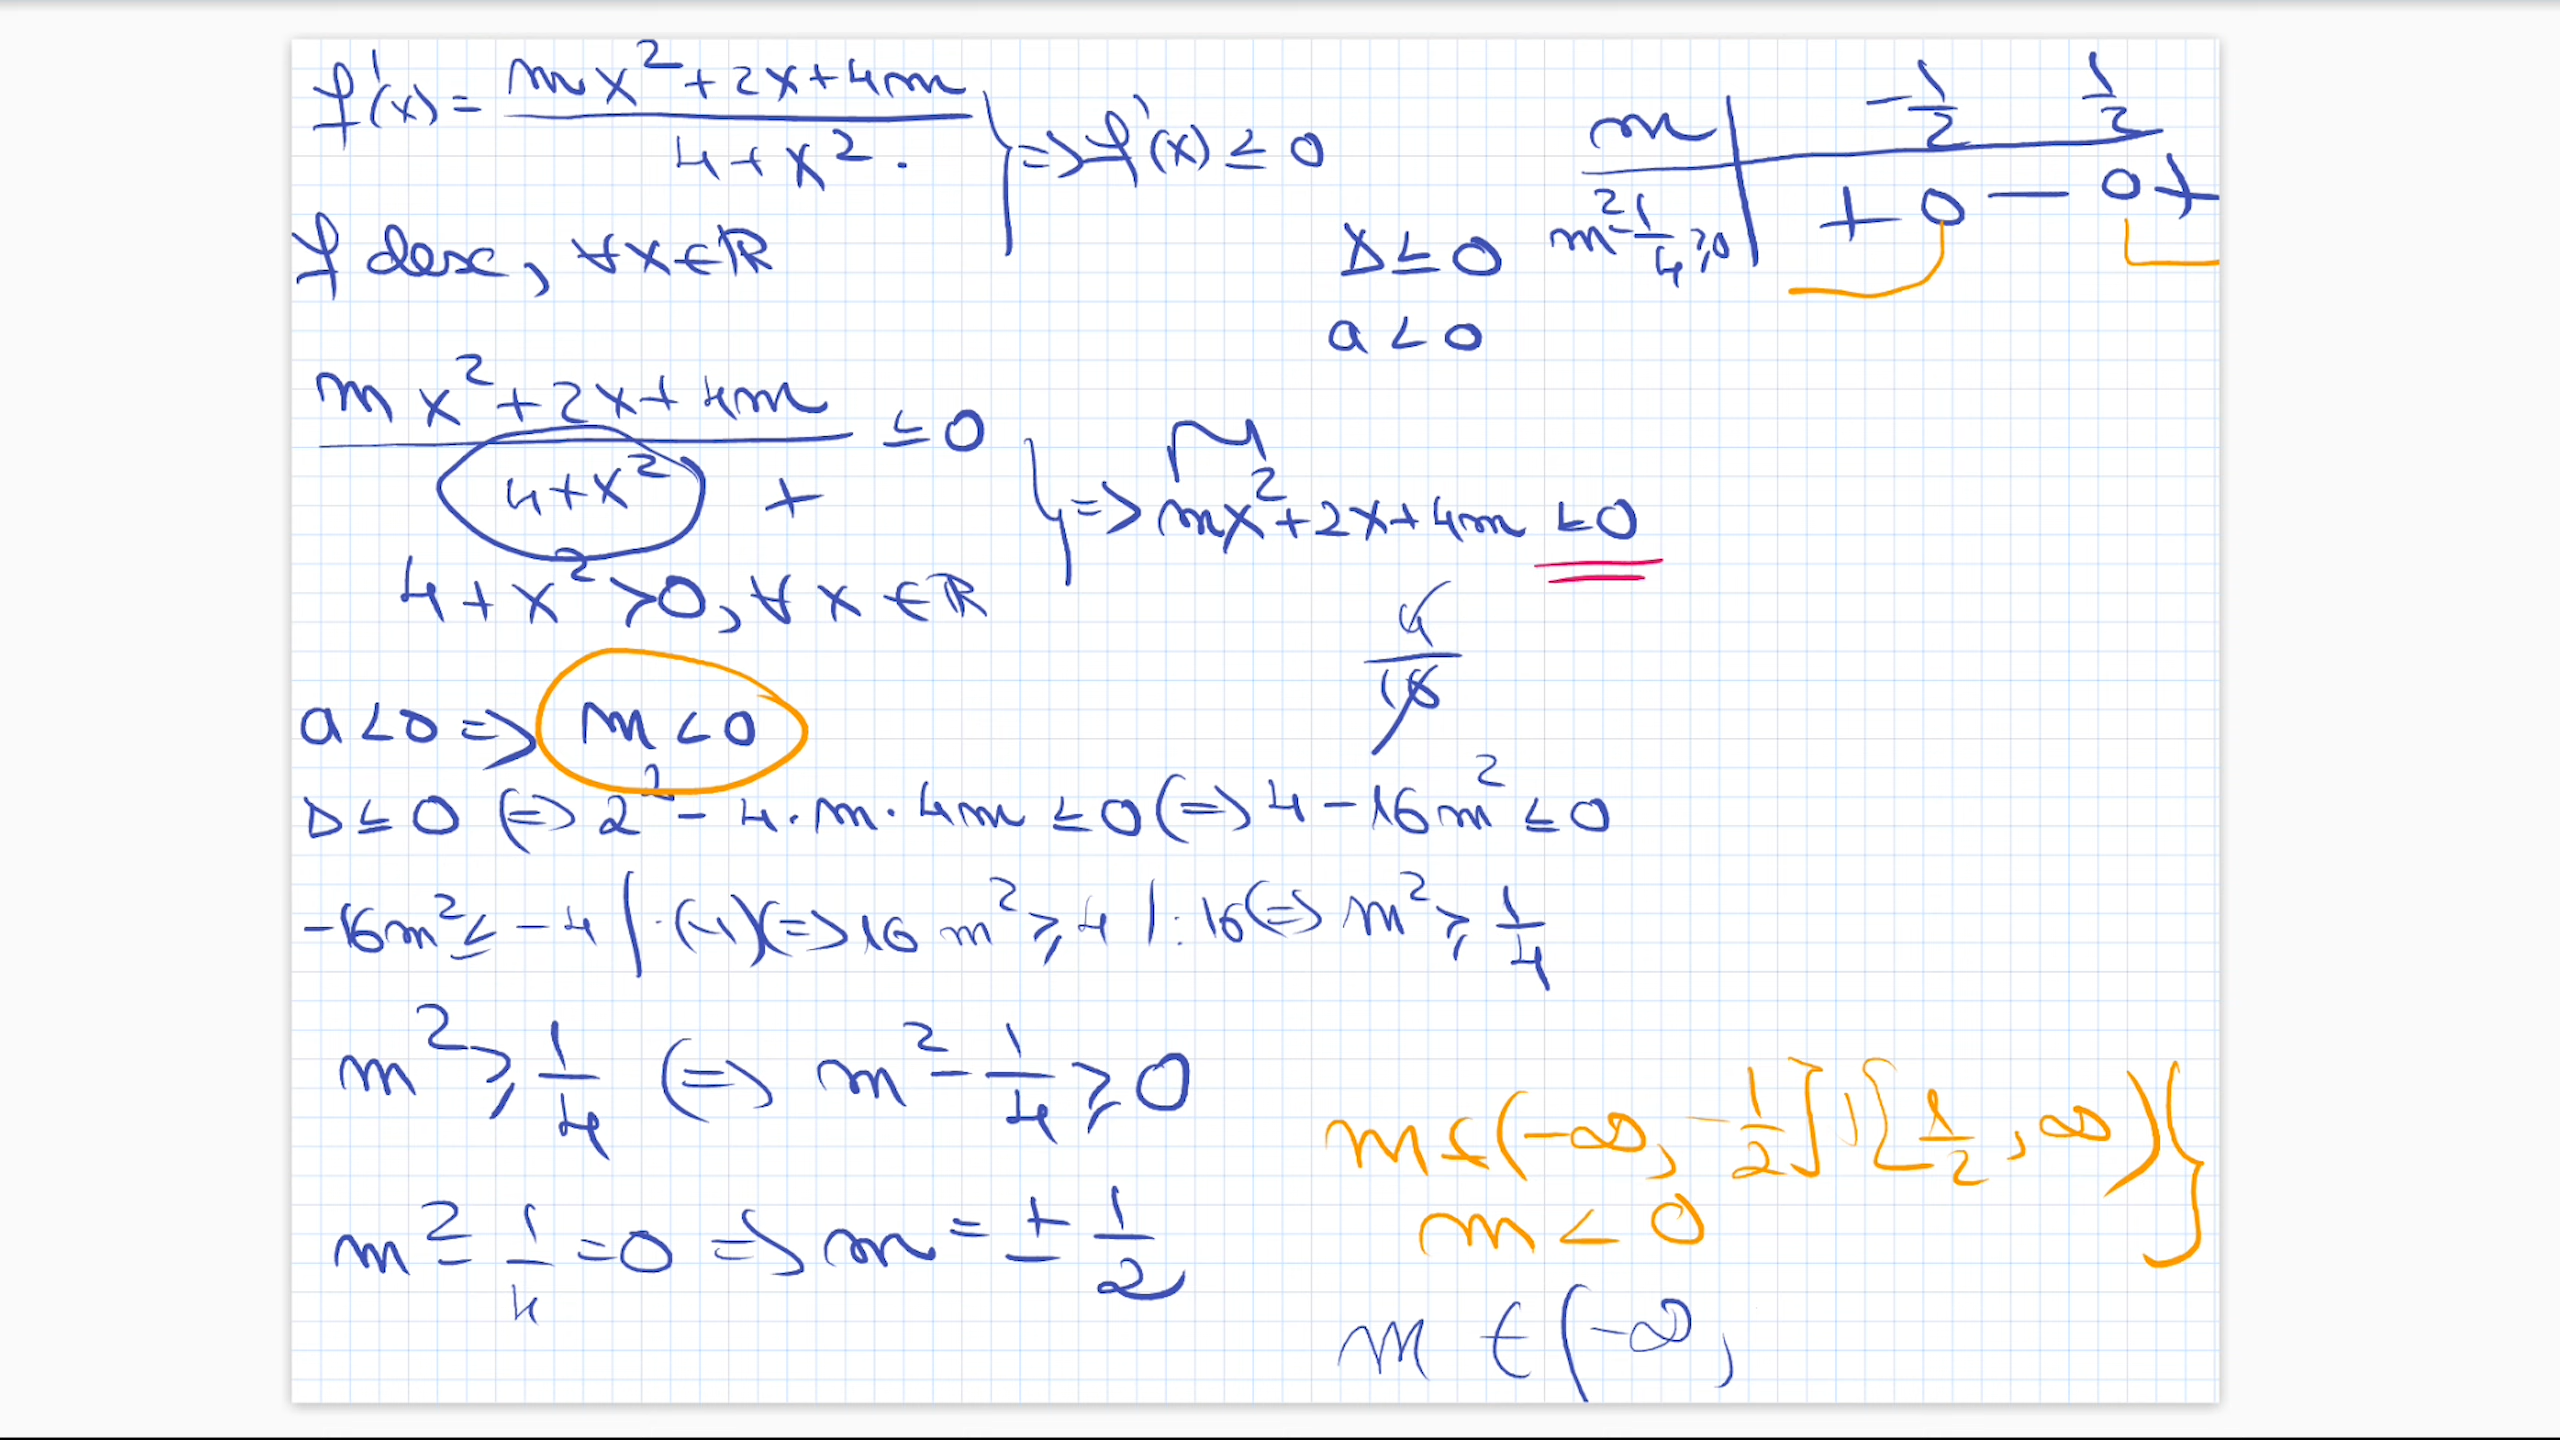 f'(x) = (mx² + 2x + 4m) / (4 + x²) . } => f'(x) ≤ 0
f desc, ∀x∈ℝ
m | -1/2 1/2
m² - 1/4 ≥ 0 | + 0 — 0 +
Δ ≤ 0
a < 0
(mx² + 2x + 4m) / (4 + x²) ≤ 0
+
4 + x² > 0, ∀x∈ℝ } => mx² + 2x + 4m ≤ 0
4/16
a < 0 => m < 0
Δ ≤ 0 (=> 2² - 4·m·4m ≤ 0 (=> 4 - 16m² ≤ 0
-16m² ≤ -4 | ·(-1) (=> 16m² ≥ 4 | :16 (=> m² ≥ 1/4
m² ≥ 1/4 (=> m² - 1/4 ≥ 0
m² - 1/4 = 0 => m = ± 1/2
m ∈ (-∞, -1/2] ∪ [1/2, ∞) }
m < 0
m ∈ (-∞,